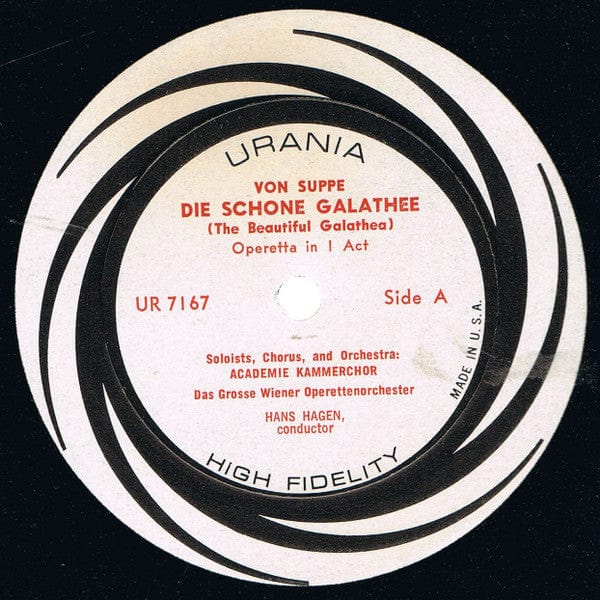 URANIA
VON SUPPE
DIE SCHONE GALATHEE
(The Beautiful Galathea)
Operetta in 1 Act
UR 7167
Side A
Soloists, Chorus, and Orchestra:
ACADEMIE KAMMERCHOR
Das Grosse Wiener Operettenorchester
HANS HAGEN,
conductor
MADE IN U.S.A.
HIGH FIDELITY